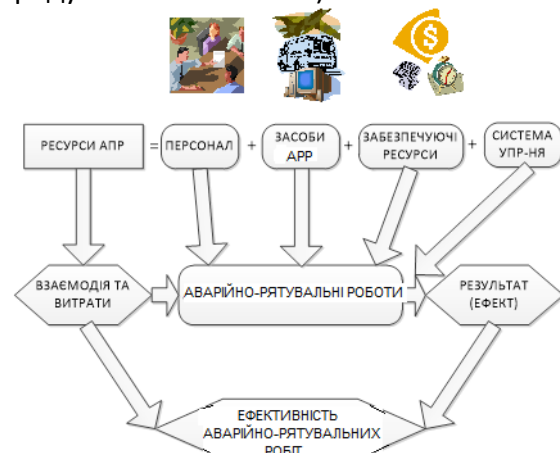 РЕСУРСИ АПР = ПЕРСОНАЛ + ЗАСОБИ АРР + ЗАБЕЗПЕЧУЮЧІ РЕСУРСИ + СИСТЕМА УПР-НЯ
ВЗАЄМОДІЯ ТА
ВИТРАТИ
АВАРІЙНО-РЯТУВАЛЬНІ РОБОТИ
РЕЗУЛЬТАТ
(ЕФЕКТ)
ЕФЕКТИВНІСТЬ
АВАРІЙНО-РЯТУВАЛЬНИХ
РОБІТ